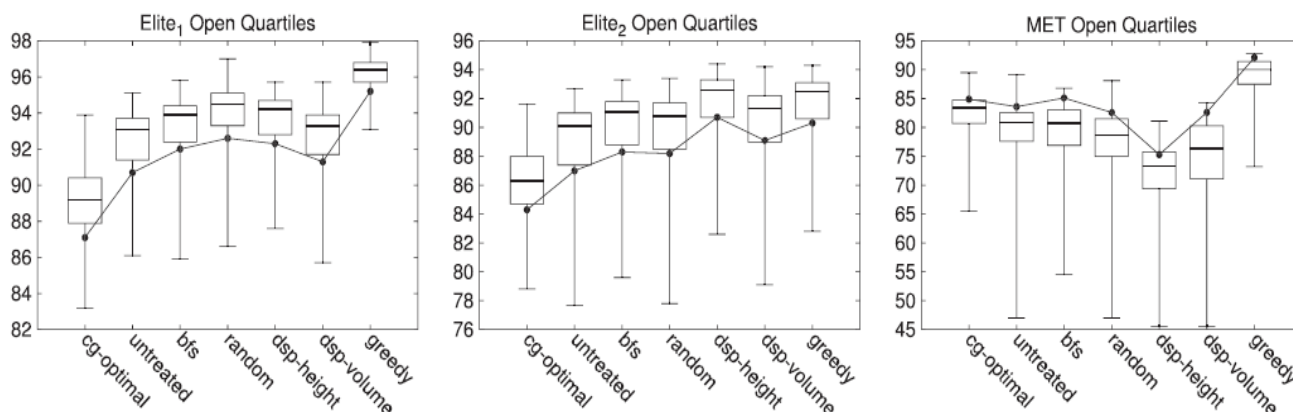 Elite₁ Open Quartiles
98
96
94
92
90
88
86
84
82
cg-optimal
untreated
bfs
random
dsp-height
dsp-volume
greedy
Elite₂ Open Quartiles
96
94
92
90
88
86
84
82
80
78
76
cg-optimal
untreated
bfs
random
dsp-height
dsp-volume
greedy
MET Open Quartiles
95
90
85
80
75
70
65
60
55
50
45
cg-optimal
untreated
bfs
random
dsp-height
dsp-volume
greedy